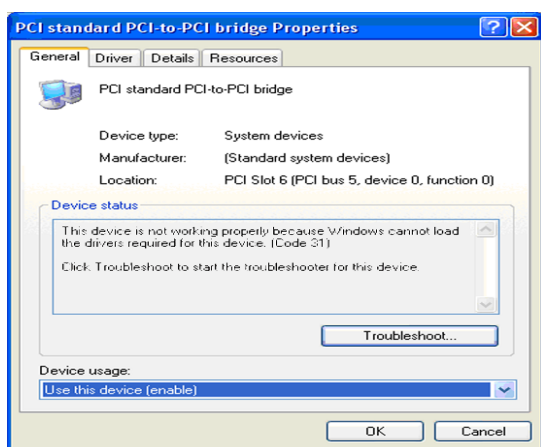 PCI standard PCI-to-PCI bridge Properties
General Driver Details Resources
PCI standard PCI-to-PCI bridge
Device type: System devices
Manufacturer: (Standard system devices)
Location: PCI Slot 6 (PCI bus 5, device 0, function 0)
Device status
This device is not working properly because Windows cannot load
the drivers required for this device. (Code 31)
Click Troubleshoot to start the troubleshooter for this device.
Troubleshoot...
Device usage:
Use this device (enable)
OK Cancel